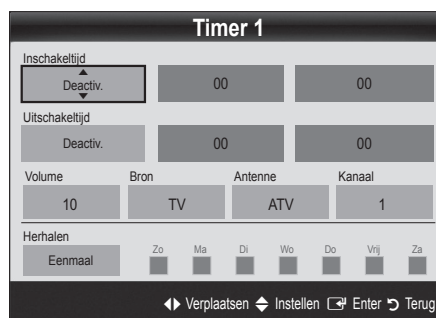 Timer 1
Inschakeltijd
Deactiv. 00 00
Uitschakeltijd
Deactiv. 00 00
Volume Bron Antenne Kanaal
10 TV ATV 1
Herhalen
Zo Ma Di Wo Do Vrij Za
Eenmaal
Verplaatsen Instellen Enter Terug